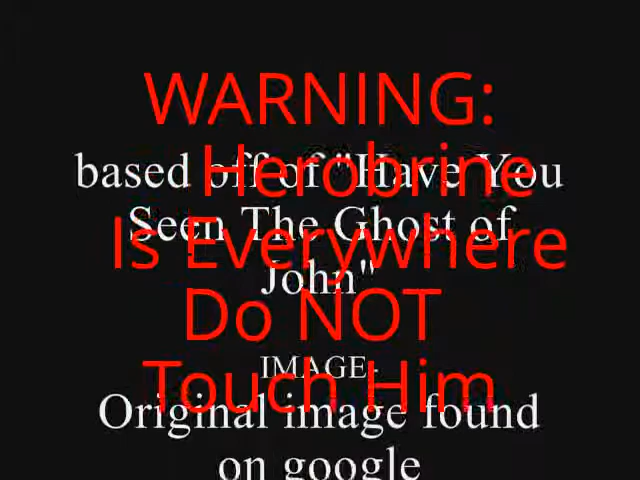 WARNING:
Herobrine
Is Everywhere
Do NOT
Touch Him
based off of "Have You
Seen The Ghost of
John"
IMAGE-
Original image found
on google